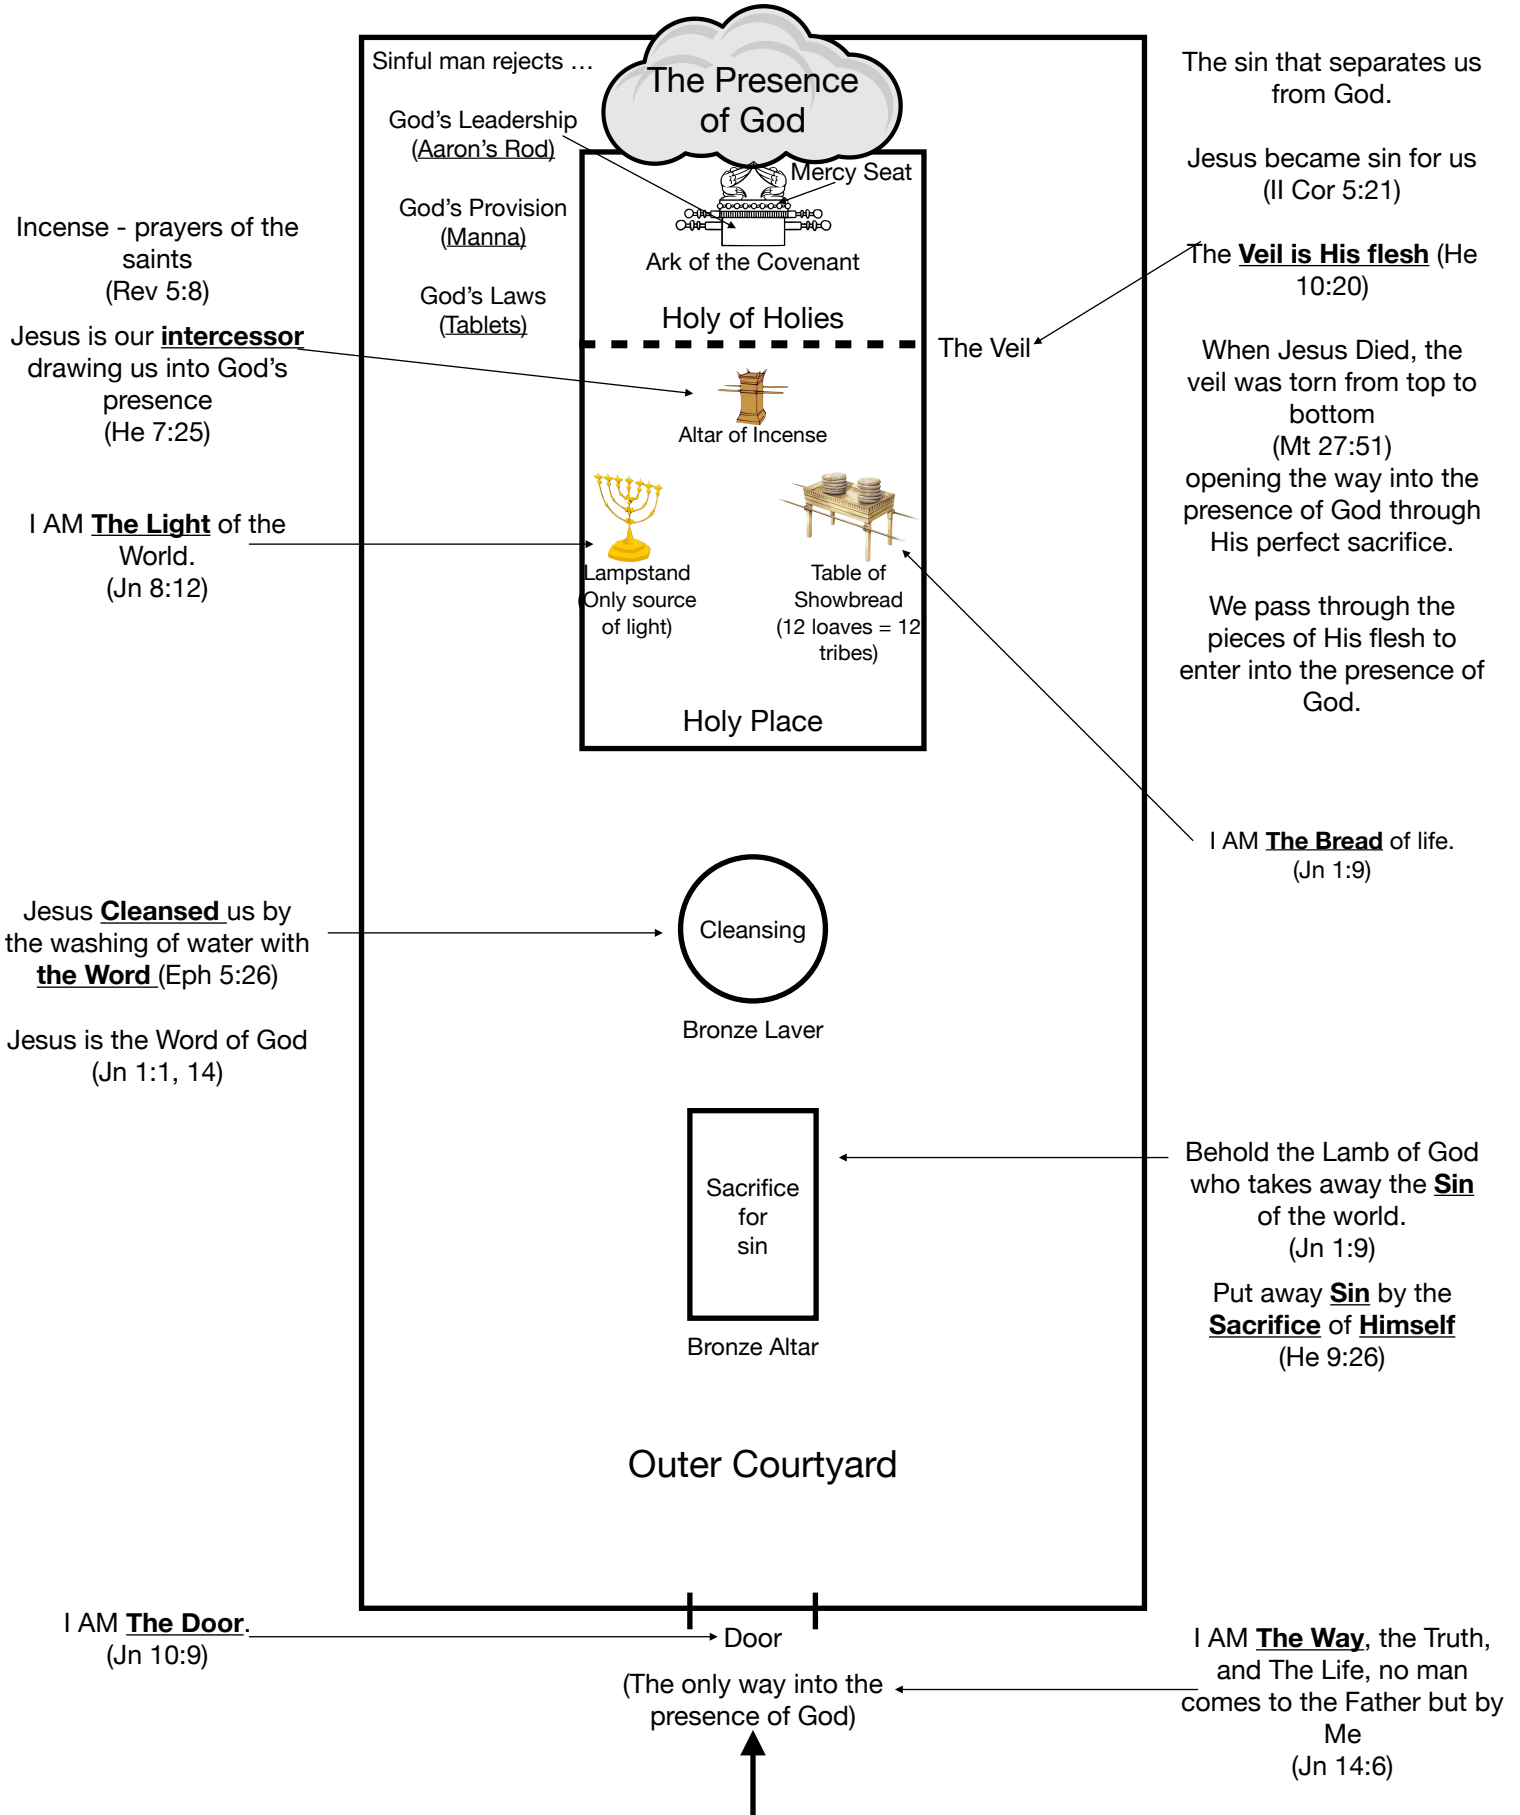 Sinful man rejects …
God’s Leadership
(Aaron’s Rod)
God’s Provision
(Manna)
God’s Laws
(Tablets)
The Presence
of God
Mercy Seat
Ark of the Covenant
Holy of Holies
The Veil
Altar of Incense
Lampstand
(Only source
of light)
Table of
Showbread
(12 loaves = 12
tribes)
Holy Place
Cleansing
Bronze Laver
Sacrifice
for
sin
Bronze Altar
Outer Courtyard
Door
(The only way into the
presence of God)
Incense - prayers of the
saints
(Rev 5:8)
Jesus is our intercessor
drawing us into God’s
presence
(He 7:25)
I AM The Light of the
World.
(Jn 8:12)
Jesus Cleansed us by
the washing of water with
the Word (Eph 5:26)
Jesus is the Word of God
(Jn 1:1, 14)
I AM The Door.
(Jn 10:9)
The sin that separates us
from God.
Jesus became sin for us
(II Cor 5:21)
The Veil is His flesh (He
10:20)
When Jesus Died, the
veil was torn from top to
bottom
(Mt 27:51)
opening the way into the
presence of God through
His perfect sacrifice.
We pass through the
pieces of His flesh to
enter into the presence of
God.
I AM The Bread of life.
(Jn 1:9)
Behold the Lamb of God
who takes away the Sin
of the world.
(Jn 1:9)
Put away Sin by the
Sacrifice of Himself
(He 9:26)
I AM The Way, the Truth,
and The Life, no man
comes to the Father but by
Me
(Jn 14:6)